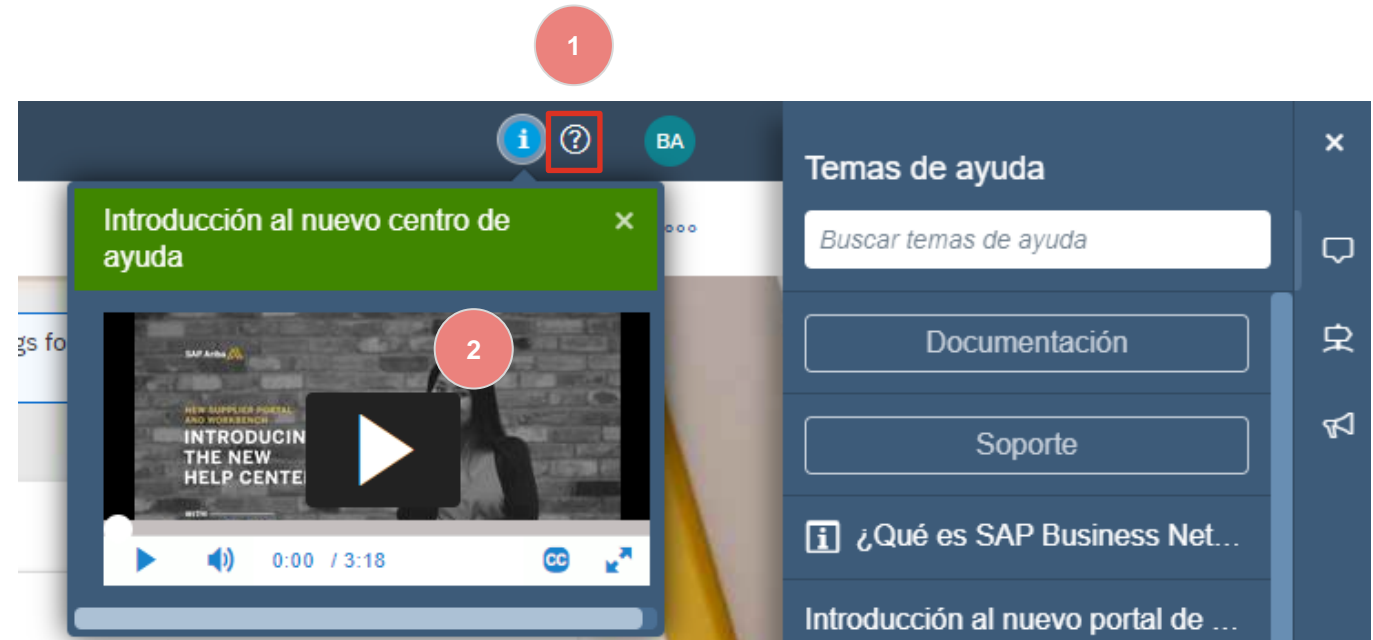 1
i ? BA
Temas de ayuda
Introducción al nuevo centro de
ayuda
Buscar temas de ayuda
gs fo
SAP Ariba
2
NEW SUPPLIER PORTAL
AND WORKBENCH
INTRODUCIN
THE NEW
HELP CENTE
WITH
0:00 / 3:18
CC
Documentación
Soporte
i ¿Qué es SAP Business Net...
Introducción al nuevo portal de ...